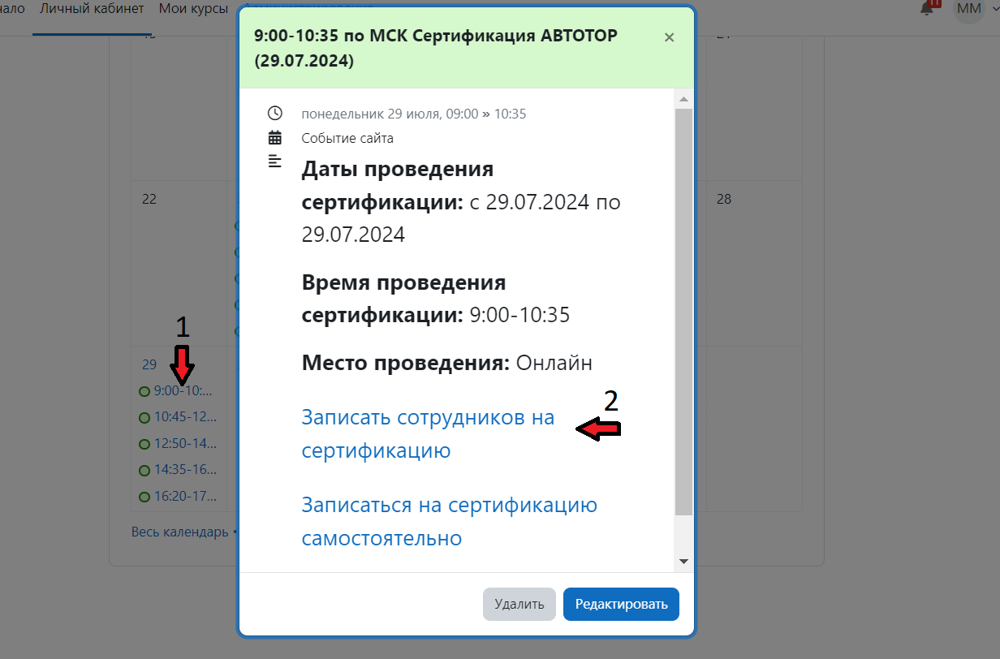 Личный кабинет Мои курсы
11
ММ
9:00-10:35 по МСК Сертификация АВТОТОР
(29.07.2024)
×
понедельник 29 июля, 09:00 » 10:35
Событие сайта
Даты проведения
сертификации: с 29.07.2024 по
29.07.2024
Время проведения
сертификации: 9:00-10:35
Место проведения: Онлайн
Записать сотрудников на
сертификацию
Записаться на сертификацию
самостоятельно
Удалить Редактировать
22
28
1
2
29
9:00-10:...
10:45-12...
12:50-14...
14:35-16...
16:20-17...
Весь календарь •